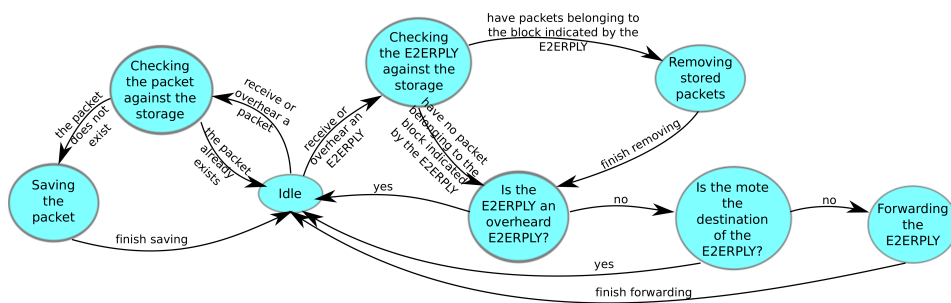 have packets belonging to
the block indicated by the
E2ERPLY
Checking
the E2ERPLY
against the
storage
Removing
stored
packets
Checking
the packet
against the
storage
receive or
overhear a
packet
receive or
overhear an
E2ERPLY
have no packet
belonging to the
block indicated
by the E2ERPLY
the packet
does not
exist
the packet
already
exists
finish removing
Saving
the
packet
Idle
yes
Is the
E2ERPLY an
overheard
E2ERPLY?
no
Is the mote
the
destination
of the
E2ERPLY?
no
Forwarding
the
E2ERPLY
finish saving
yes
finish forwarding